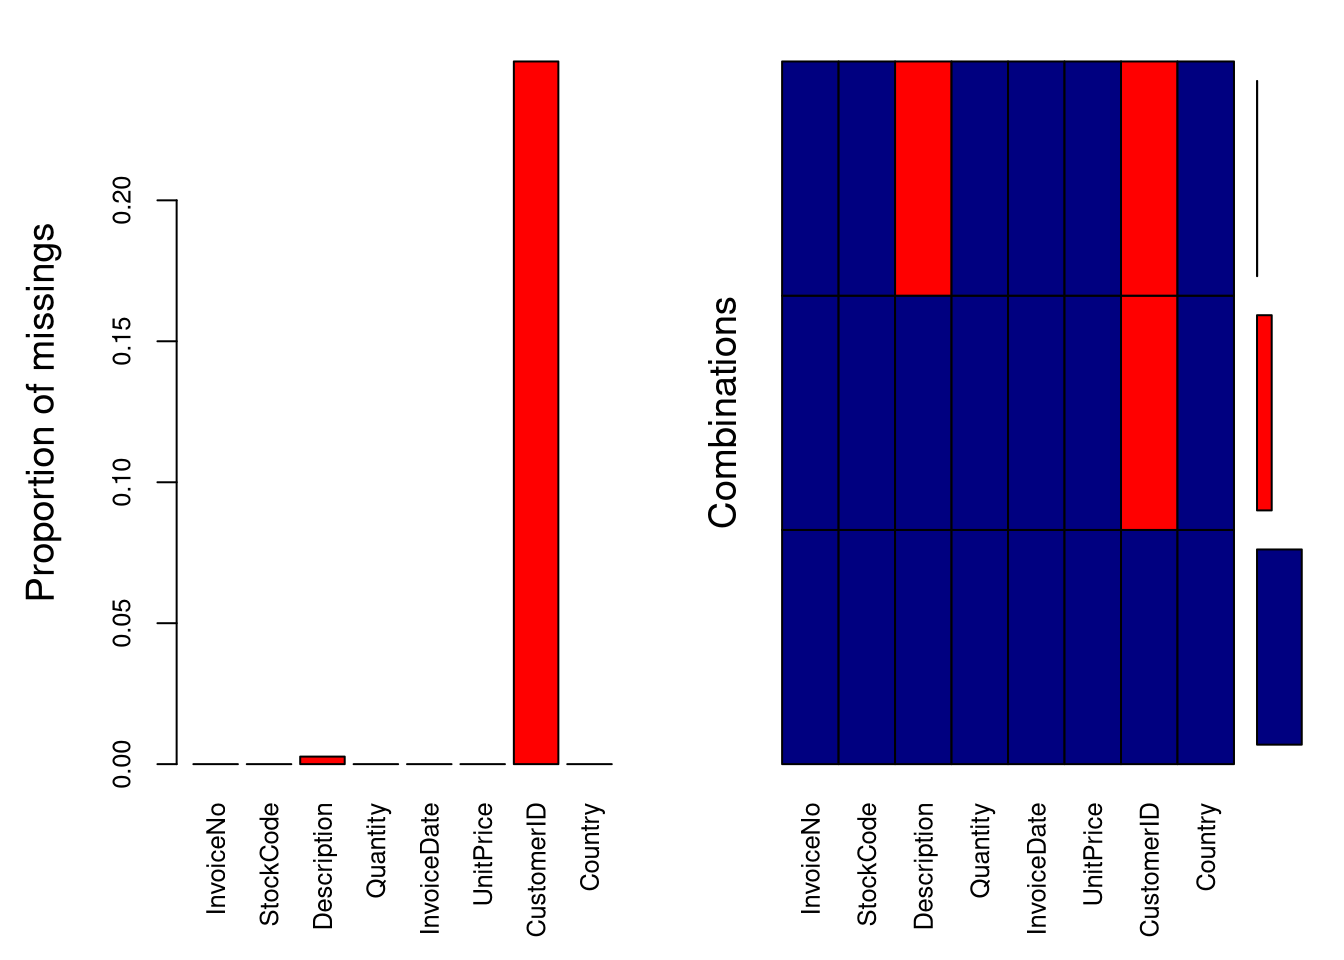 Proportion of missings
0.00
0.05
0.10
0.15
0.20
InvoiceNo
StockCode
Description
Quantity
InvoiceDate
UnitPrice
CustomerID
Country
Combinations
InvoiceNo
StockCode
Description
Quantity
InvoiceDate
UnitPrice
CustomerID
Country